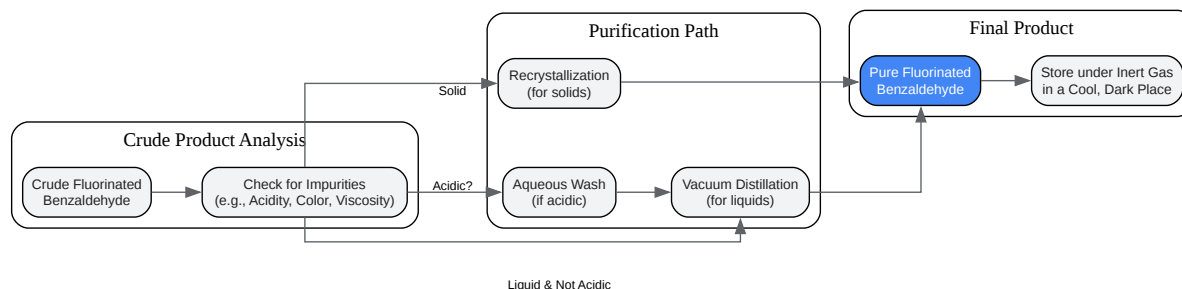 Crude Product Analysis
Crude Fluorinated
Benzaldehyde
Check for Impurities
(e.g., Acidity, Color, Viscosity)
Solid
Acidic?
Liquid & Not Acidic
Purification Path
Recrystallization
(for solids)
Aqueous Wash
(if acidic)
Vacuum Distillation
(for liquids)
Final Product
Pure Fluorinated
Benzaldehyde
Store under Inert Gas
in a Cool, Dark Place